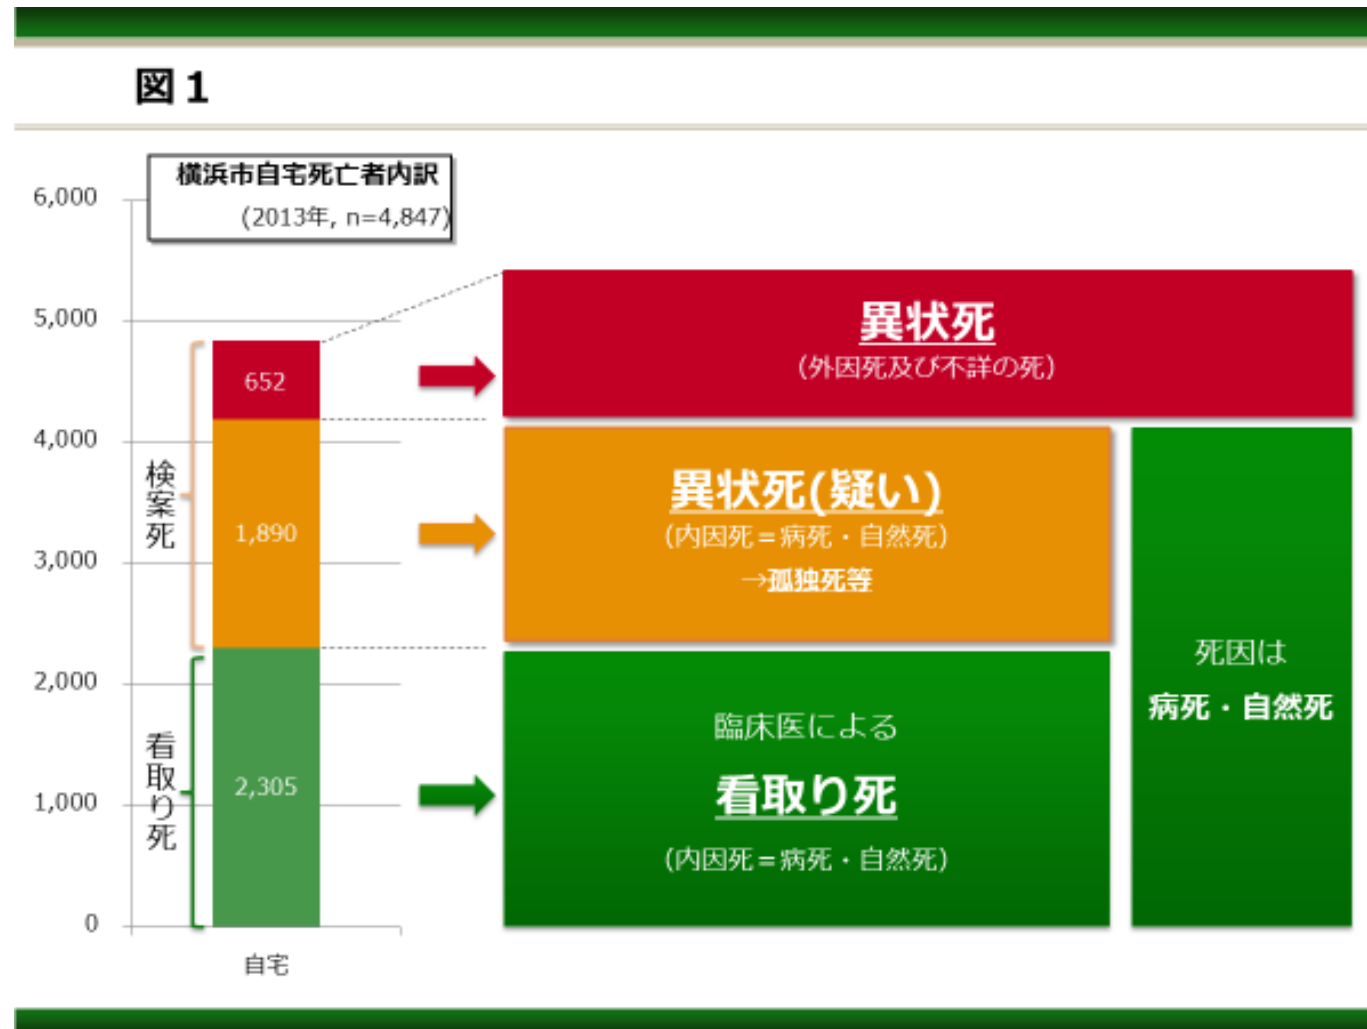 図１
横浜市自宅死亡者内訳
(2013年, n=4,847)
6,000
5,000
4,000
3,000
2,000
1,000
0
検案死
看取り死
652
1,890
2,305
自宅
異状死
（外因死及び不詳の死）
異状死(疑い)
（内因死＝病死・自然死）
→孤独死等
臨床医による
看取り死
（内因死＝病死・自然死）
死因は
病死・自然死